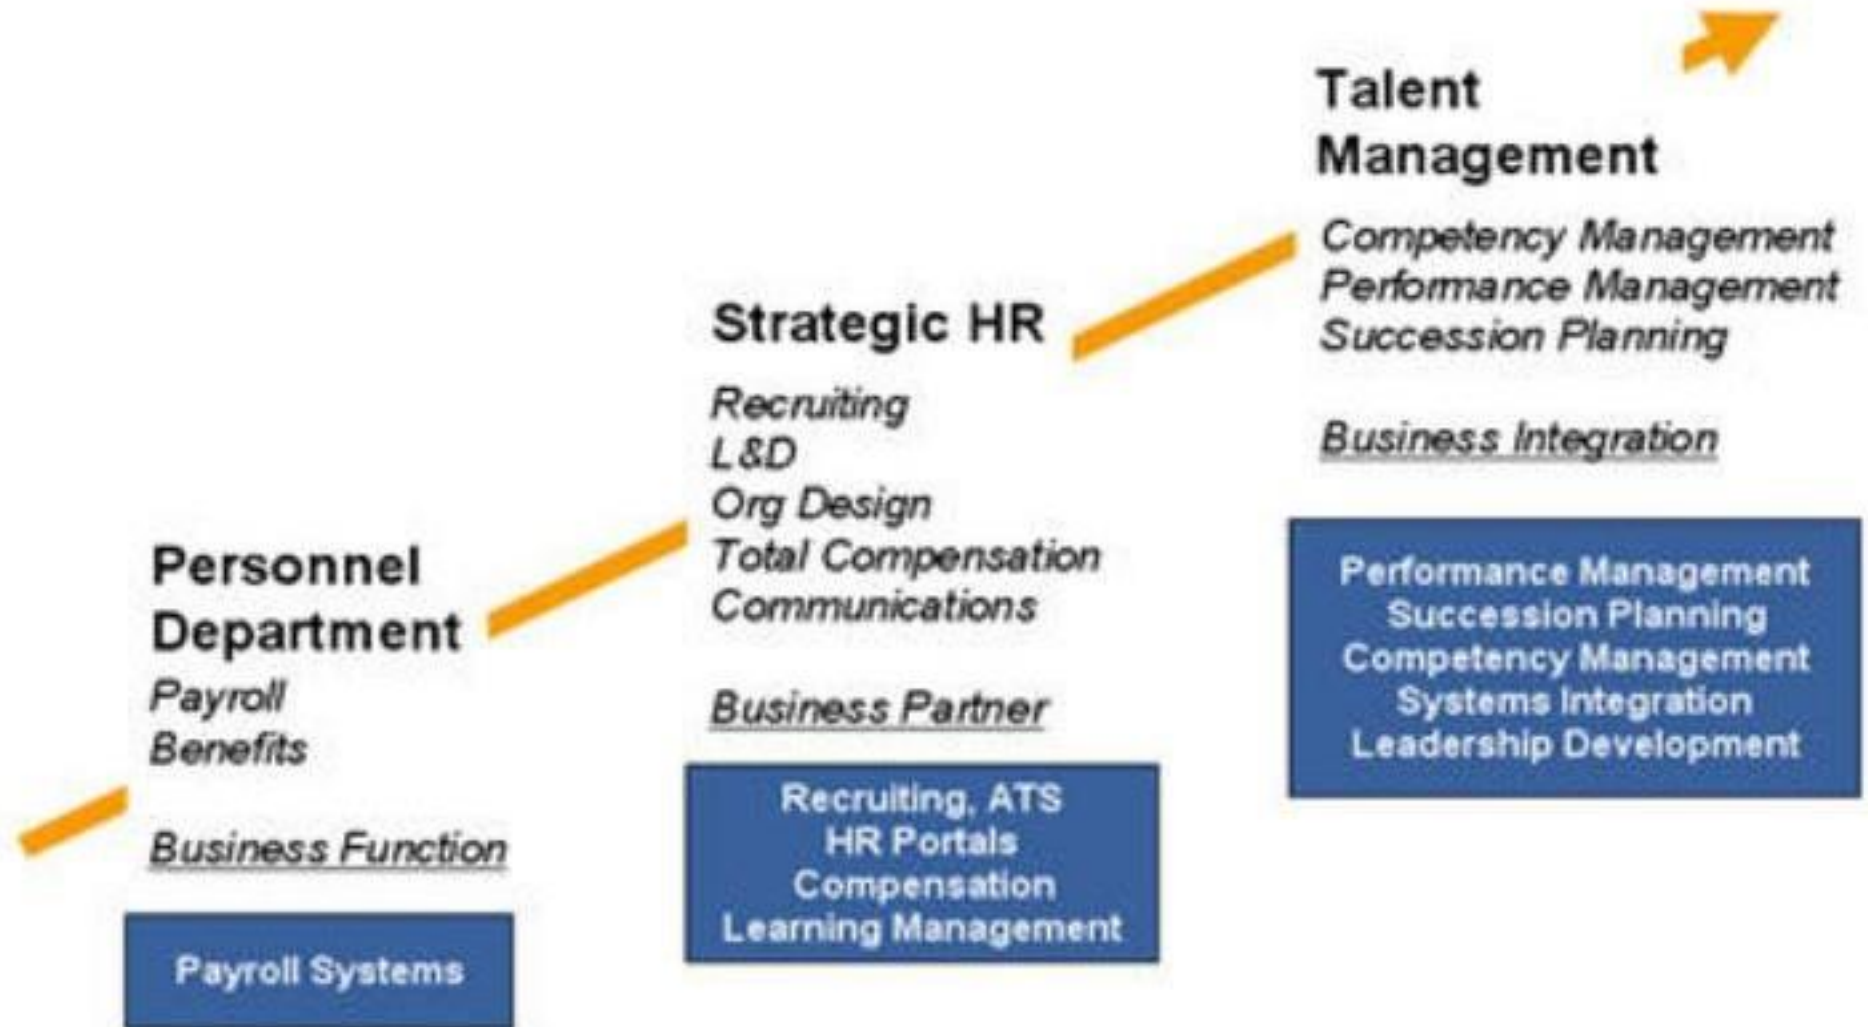 Personnel
Department
Payroll
Benefits
Business Function
Payroll Systems
Strategic HR
Recruiting
L&D
Org Design
Total Compensation
Communications
Business Partner
Recruiting, ATS
HR Portals
Compensation
Learning Management
Talent
Management
Competency Management
Performance Management
Succession Planning
Business Integration
Performance Management
Succession Planning
Competency Management
Systems Integration
Leadership Development